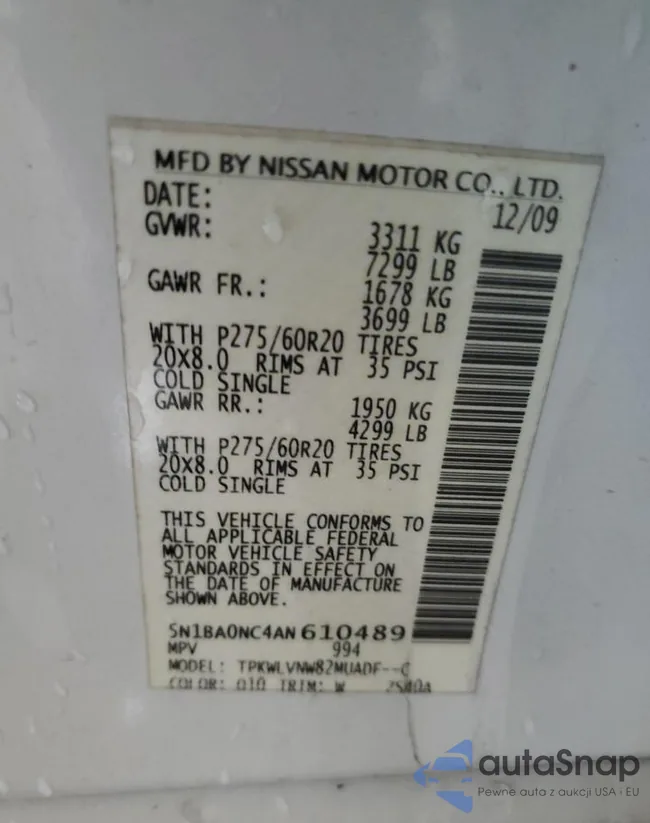 MFD BY NISSAN MOTOR CO., LTD.
DATE: 12/09
GVWR: 3311 KG
7299 LB
GAWR FR.: 1678 KG
3699 LB
WITH P275/60R20 TIRES
20X8.0 RIMS AT 35 PSI
COLD SINGLE
GAWR RR.: 1950 KG
4299 LB
WITH P275/60R20 TIRES
20X8.0 RIMS AT 35 PSI
COLD SINGLE
THIS VEHICLE CONFORMS TO
ALL APPLICABLE FEDERAL
MOTOR VEHICLE SAFETY
STANDARDS IN EFFECT ON
THE DATE OF MANUFACTURE
SHOWN ABOVE.
5N1BA0NC4AN610489
MPV 994
MODEL: TPKWLVNW82MUADF--C
COLOR: Q10 TRIM: W
autaSnap
Pewne auto z aukcji USA i EU